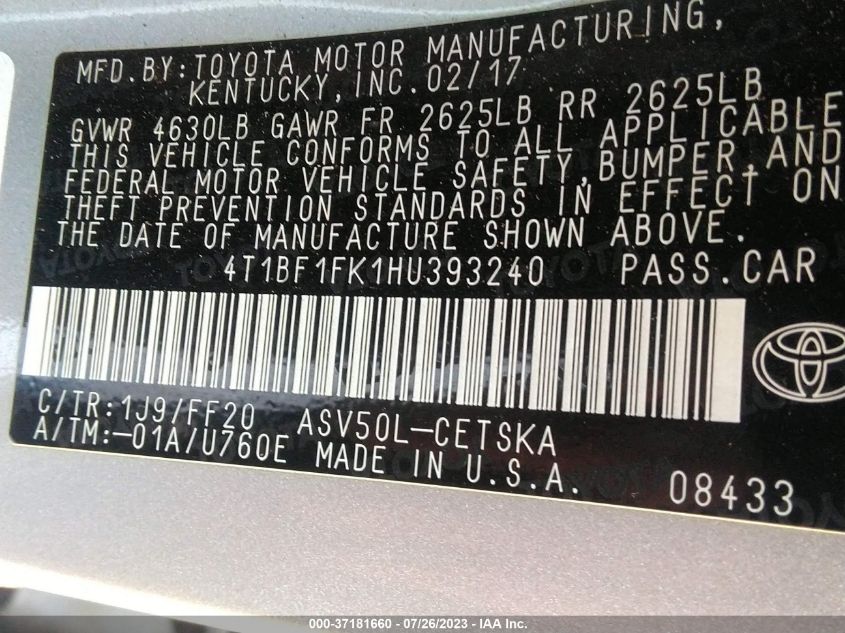 MFD. BY: TOYOTA MOTOR MANUFACTURING,
KENTUCKY, INC. 02/17
GVWR 4630LB GAWR FR 2625LB RR 2625LB
THIS VEHICLE CONFORMS TO ALL APPLICABLE
FEDERAL MOTOR VEHICLE SAFETY, BUMPER, AND
THEFT PREVENTION STANDARDS IN EFFECT ON
THE DATE OF MANUFACTURE SHOWN ABOVE.
4T1BF1FK1HU393240 PASS. CAR
C/TR: 1J9/FF20 ASV50L-CETSKA
A/TM: -01A/U760E MADE IN U.S.A.
08433
000-37181660 - 07/26/2023 - IAA Inc.